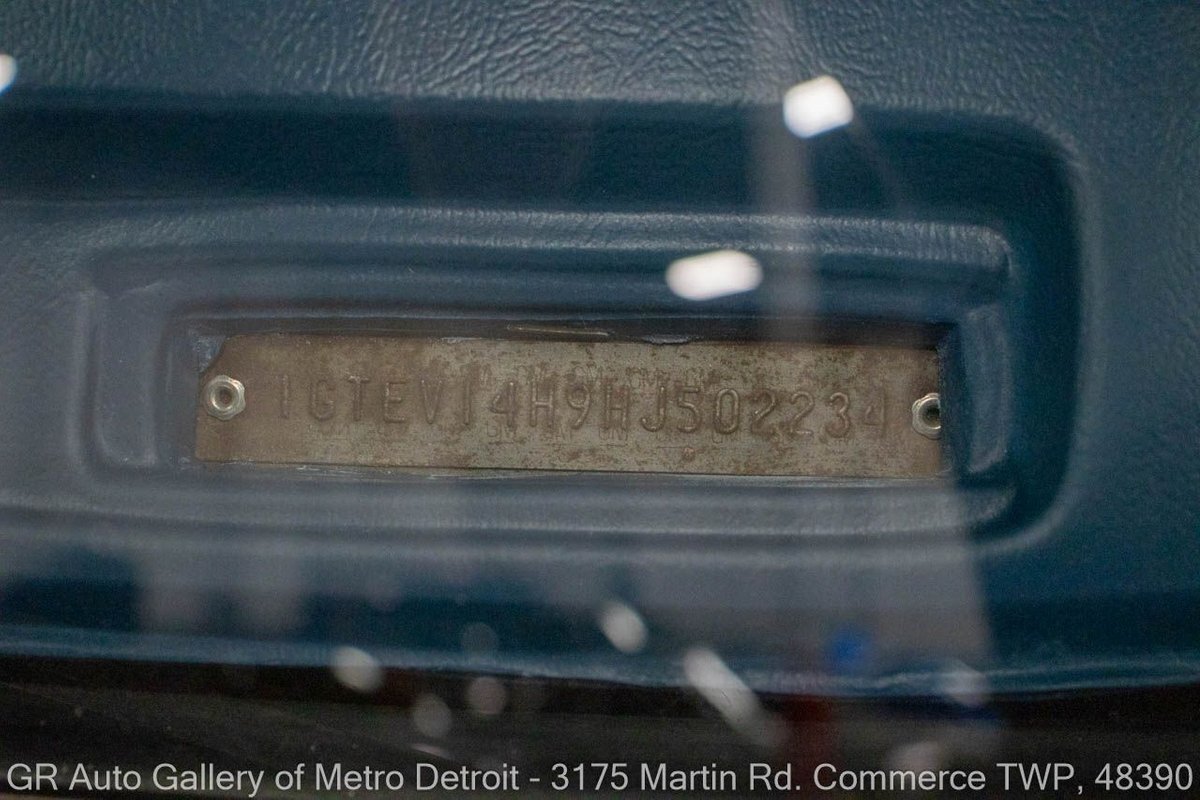 1GTEV14H9HJ502234
GR Auto Gallery of Metro Detroit - 3175 Martin Rd. Commerce TWP, 48390